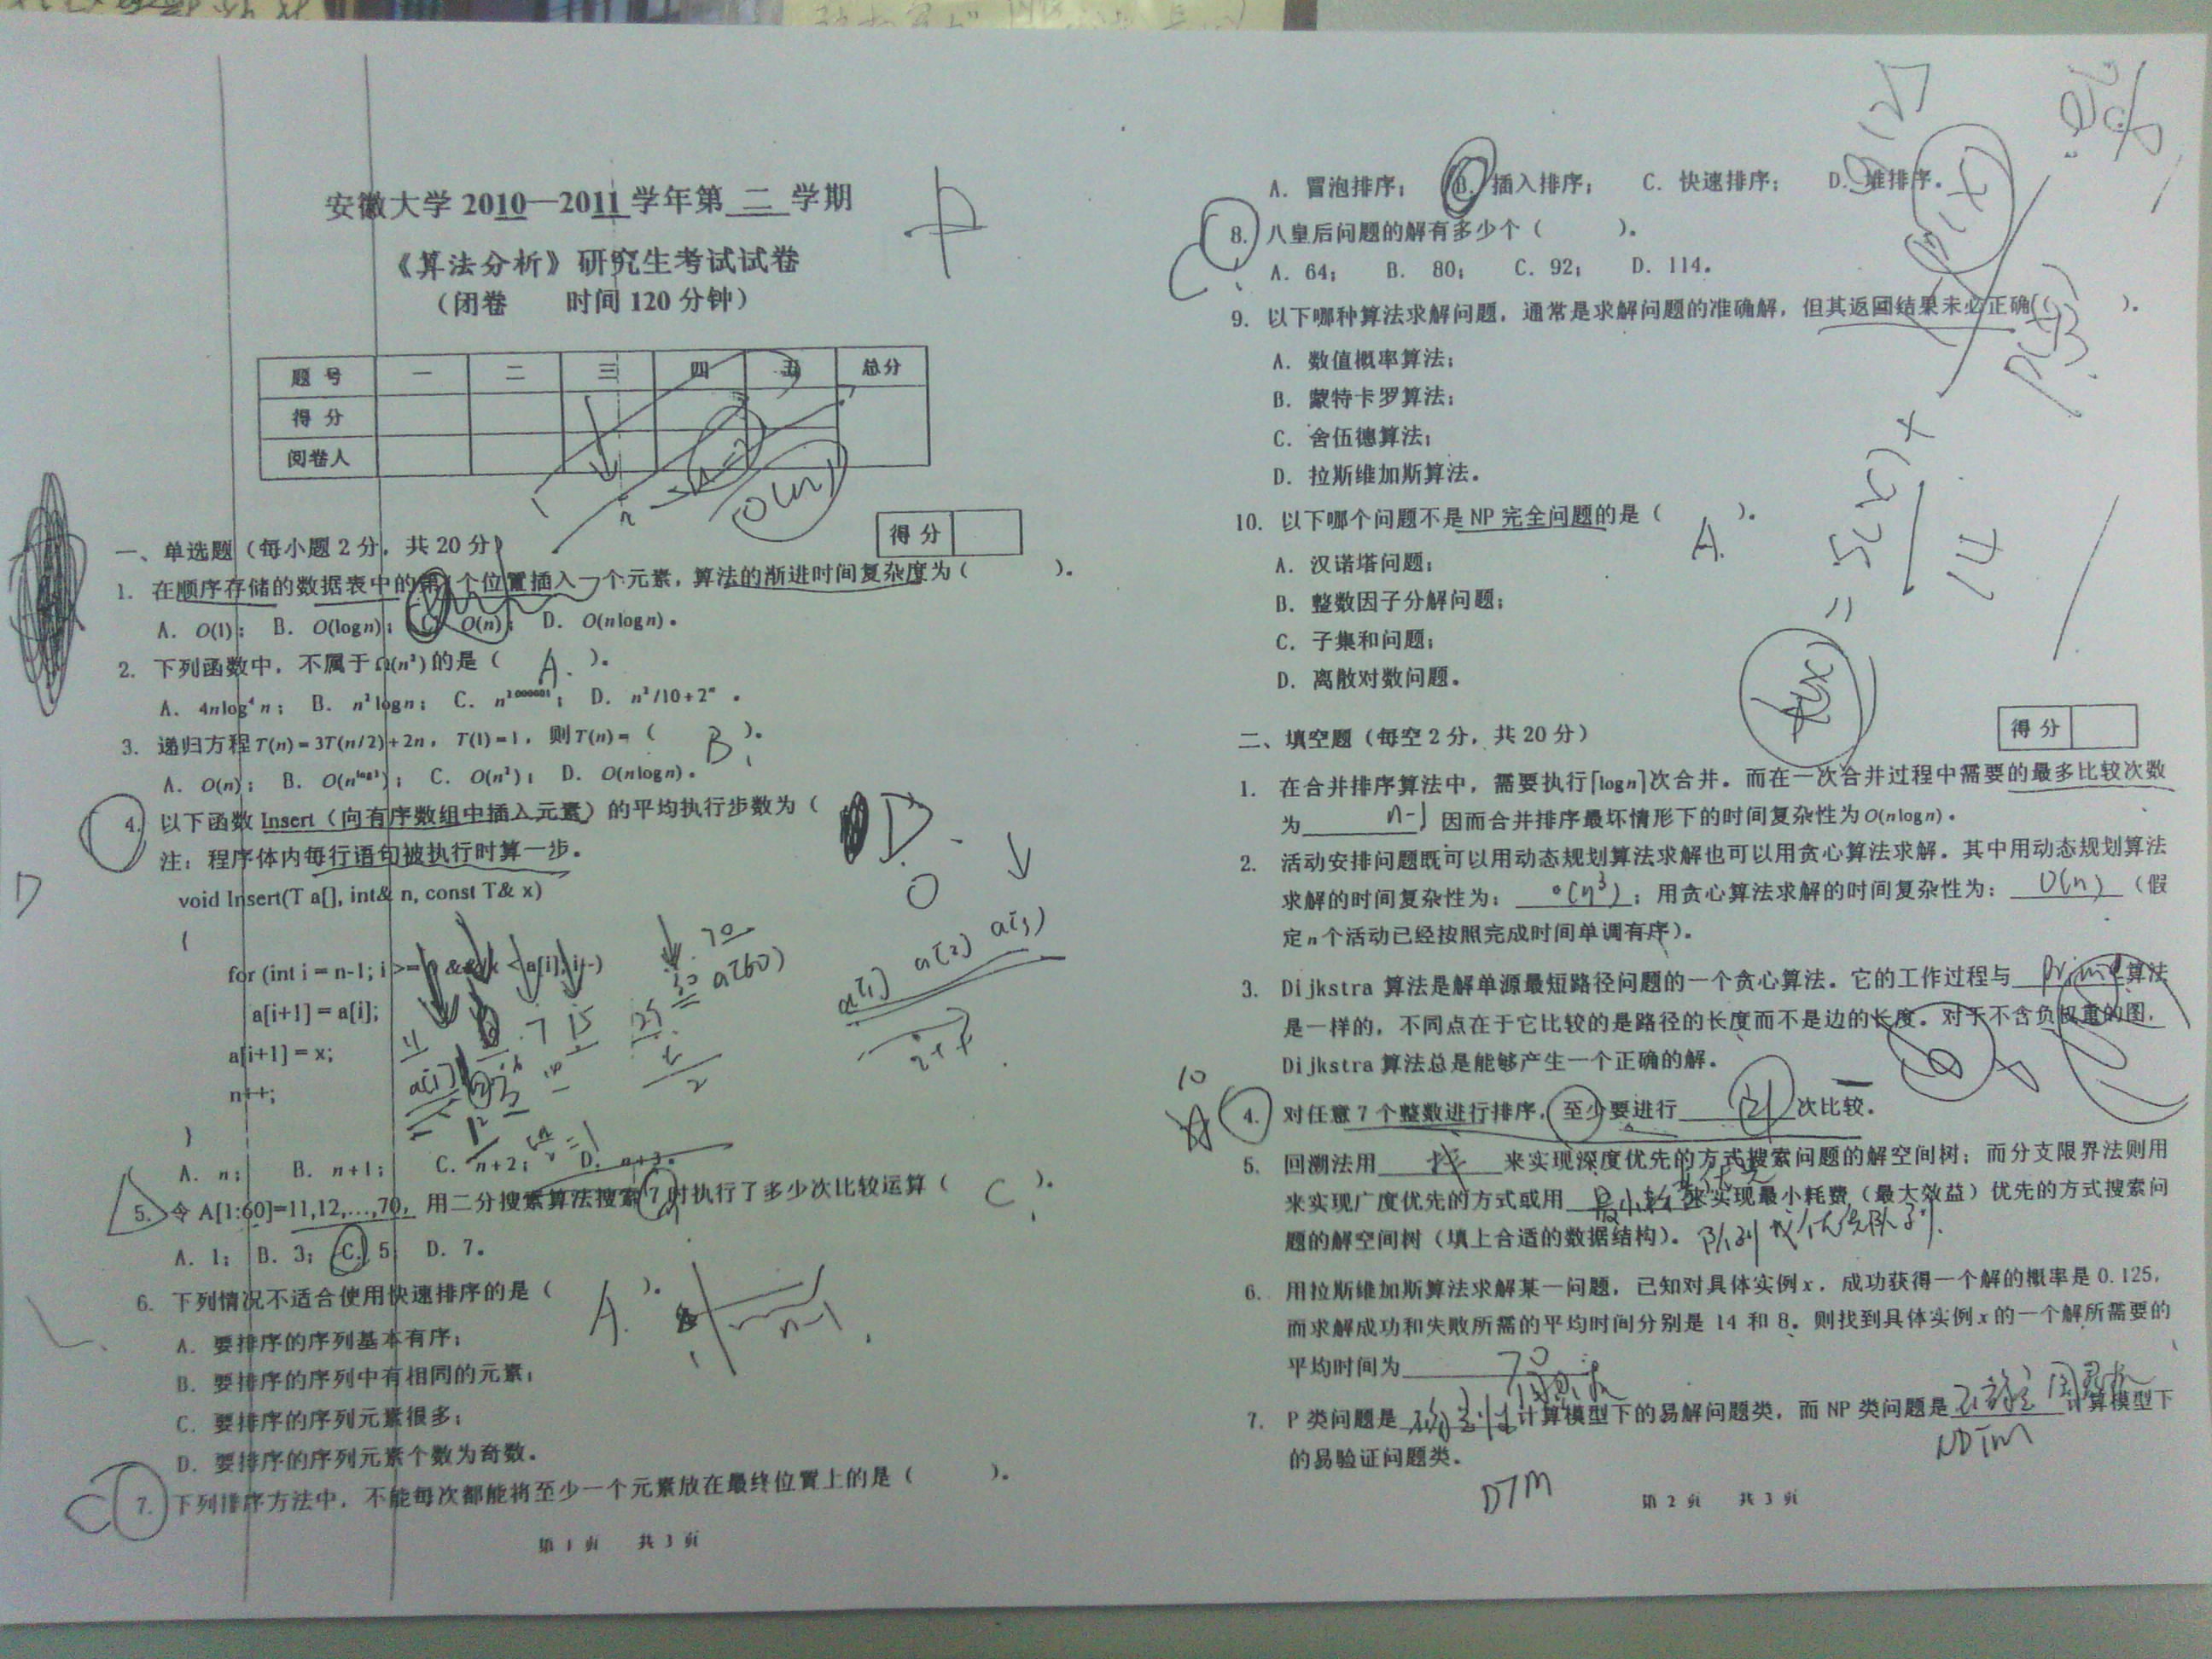 安徽大学 2010—2011 学年第 二 学期
《算法分析》研究生考试试卷
（闭卷 时间 120 分钟）
题 号 一 二 三 四 五 总分
得 分
阅卷人
得 分
一、单选题（每小题 2 分，共 20 分）
1. 在顺序存储的数据表中的第 个位置插入一个元素，算法的渐进时间复杂度为（ ）。
A. O(1)； B. O(logn)； C. O(n)； D. O(nlogn)。
2. 下列函数中，不属于 Ω(n²) 的是（ A. ）。
A. 4nlog⁴n； B. n²logn； C. ； D. n²/10+2ⁿ。
3. 递归方程 T(n)=3T(n/2)+2n，T(1)=1，则 T(n)=（ B ）。
A. O(n)； B. ； C. O(n²)； D. O(nlogn)。
4. 以下函数 Insert（向有序数组中插入元素）的平均执行步数为（ D
注：程序体内每行语句被执行时算一步。
void Insert(T a[], int& n, const T& x)
{
for (int i = n-1; i >= && x < a[i]; i--)
a[i+1] = a[i];
a[i+1] = x;
n++;
}
A. n； B. n+1； C. n+2； D. n+3。
5. 令 A[1:60]=11,12,…,70，用二分搜索算法搜索 7 时执行了多少次比较运算（ C ）。
A. 1； B. 3； C. 5 D. 7。
6. 下列情况不适合使用快速排序的是（ A. ）。
A. 要排序的序列基本有序；
B. 要排序的序列中有相同的元素；
C. 要排序的序列元素很多；
D. 要排序的序列元素个数为奇数。
7. 下列排序方法中，不能每次都能将至少一个元素放在最终位置上的是（ ）。
第 1 页 共 3 页
A. 冒泡排序； B. 插入排序； C. 快速排序； D. 堆排序。
8. 八皇后问题的解有多少个（ ）。
A. 64； B. 80； C. 92； D. 114。
9. 以下哪种算法求解问题，通常是求解问题的准确解，但其返回结果未必正确（ ）。
A. 数值概率算法；
B. 蒙特卡罗算法；
C. 舍伍德算法；
D. 拉斯维加斯算法。
10. 以下哪个问题不是 NP 完全问题的是（ A. ）。
A. 汉诺塔问题；
B. 整数因子分解问题；
C. 子集和问题；
D. 离散对数问题。
得 分
二、填空题（每空 2 分，共 20 分）
1. 在合并排序算法中，需要执行⌈logn⌉次合并。而在一次合并过程中需要的最多比较次数
为 n-1 因而合并排序最坏情形下的时间复杂性为 O(nlogn)。
2. 活动安排问题既可以用动态规划算法求解也可以用贪心算法求解。其中用动态规划算法
求解的时间复杂性为： O(n³) ；用贪心算法求解的时间复杂性为： O(n) （假
定 n 个活动已经按照完成时间单调有序）。
3. Dijkstra 算法是解单源最短路径问题的一个贪心算法。它的工作过程与 算法
是一样的，不同点在于它比较的是路径的长度而不是边的长度。对于不含负权重的图，
Dijkstra 算法总是能够产生一个正确的解。
4. 对任意 7 个整数进行排序，至少要进行 21 次比较。
5. 回溯法用 栈 来实现深度优先的方式搜索问题的解空间树；而分支限界法则用
来实现广度优先的方式或用 来实现最小耗费（最大效益）优先的方式搜索问
题的解空间树（填上合适的数据结构）。 队列 或优先队列.
6. 用拉斯维加斯算法求解某一问题，已知对具体实例 x，成功获得一个解的概率是 0.125，
而求解成功和失败所需的平均时间分别是 14 和 8。则找到具体实例 x 的一个解所需要的
平均时间为 70
7. P 类问题是 计算模型下的易解问题类，而 NP 类问题是 计算模型下
的易验证问题类。
NDTM
DTM
第 2 页 共 3 页